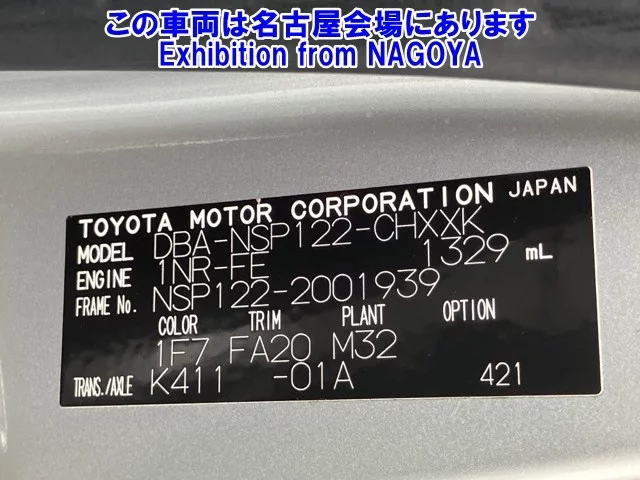 この車両は名古屋会場にあります
Exhibition from NAGOYA
TOYOTA MOTOR CORPORATION JAPAN
MODEL DBA-NSP122-CHXXK
ENGINE 1NR-FE 1329 mL
FRAME No. NSP122-2001939
COLOR TRIM PLANT OPTION
1F7 FA20 M32
TRANS./AXLE K411 -01A 421